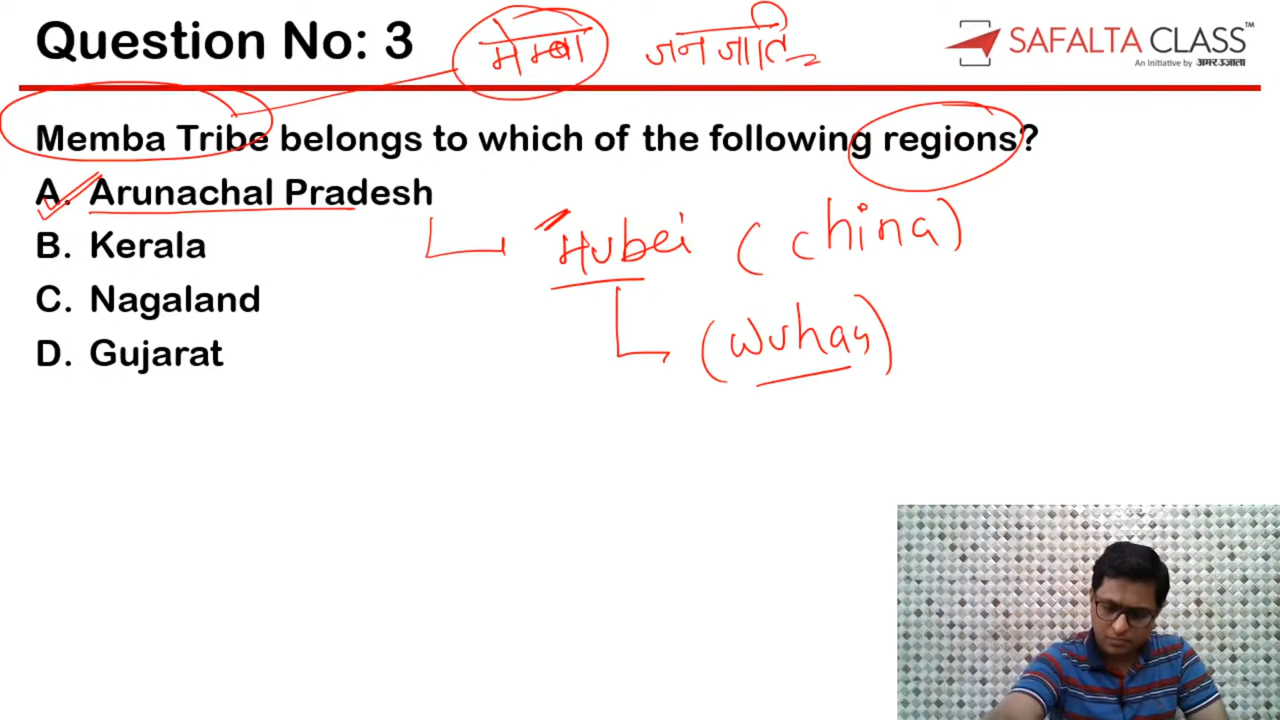 Question No: 3
मेम्बा जनजाति
SAFALTA CLASS™
An Initiative by अमर उजाला
Memba Tribe belongs to which of the following regions?
A. Arunachal Pradesh
Hubei (China)
B. Kerala
C. Nagaland
(Wuhan)
D. Gujarat